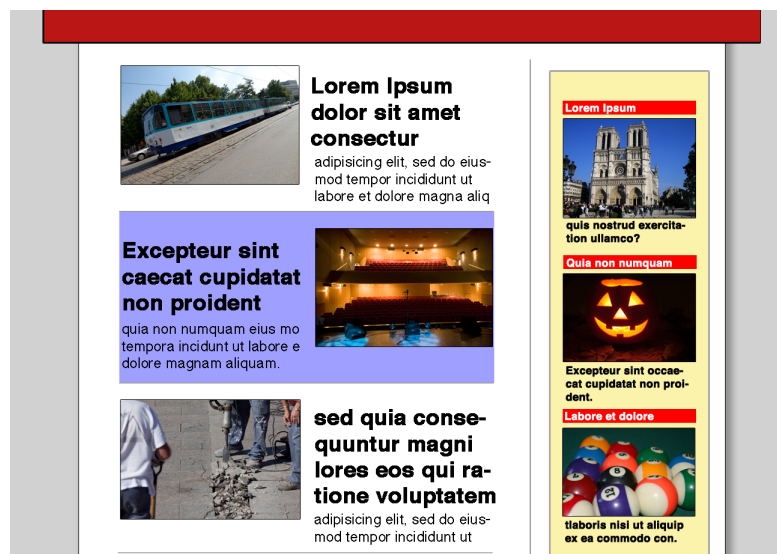 Lorem Ipsum
dolor sit amet
consectur
adipisicing elit, sed do eius-
mod tempor incididunt ut
labore et dolore magna aliq
Excepteur sint
caecat cupidatat
non proident
quia non numquam eius mo
tempora incidunt ut labore e
dolore magnam aliquam.
sed quia conse-
quuntur magni
lores eos qui ra-
tione voluptatem
adipisicing elit, sed do eius-
mod tempor incididunt ut
Lorem Ipsum
quis nostrud exercita-
tion ullamco?
Quia non numquam
Excepteur sint occae-
cat cupidatat non proi-
dent.
Labore et dolore
8
12
tlaboris nisi ut aliquip
ex ea commodo con.